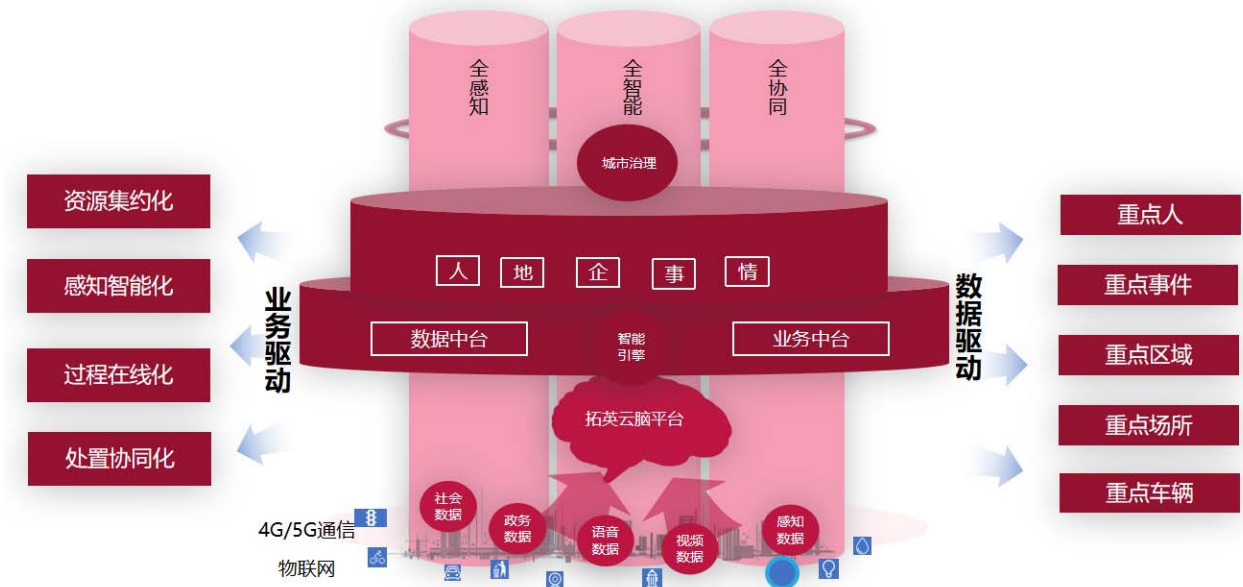 全感知
全智能
全协同
城市治理
资源集约化
感知智能化
过程在线化
处置协同化
业务驱动
人
地
企
事
情
数据中台
智能
引擎
业务中台
数据驱动
重点人
重点事件
重点区域
重点场所
重点车辆
拓英云脑平台
社会
数据
政务
数据
语音
数据
视频
数据
感知
数据
4G/5G通信
物联网